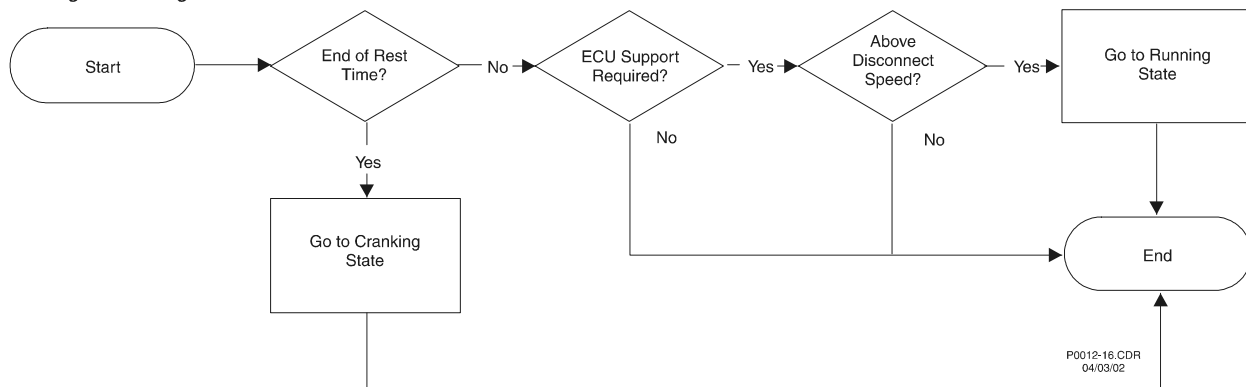 Start
End of Rest
Time?
No
ECU Support
Required?
Yes
Above
Disconnect
Speed?
Yes
Go to Running
State
No
No
Yes
Go to Cranking
State
End
P0012-16.CDR
04/03/02